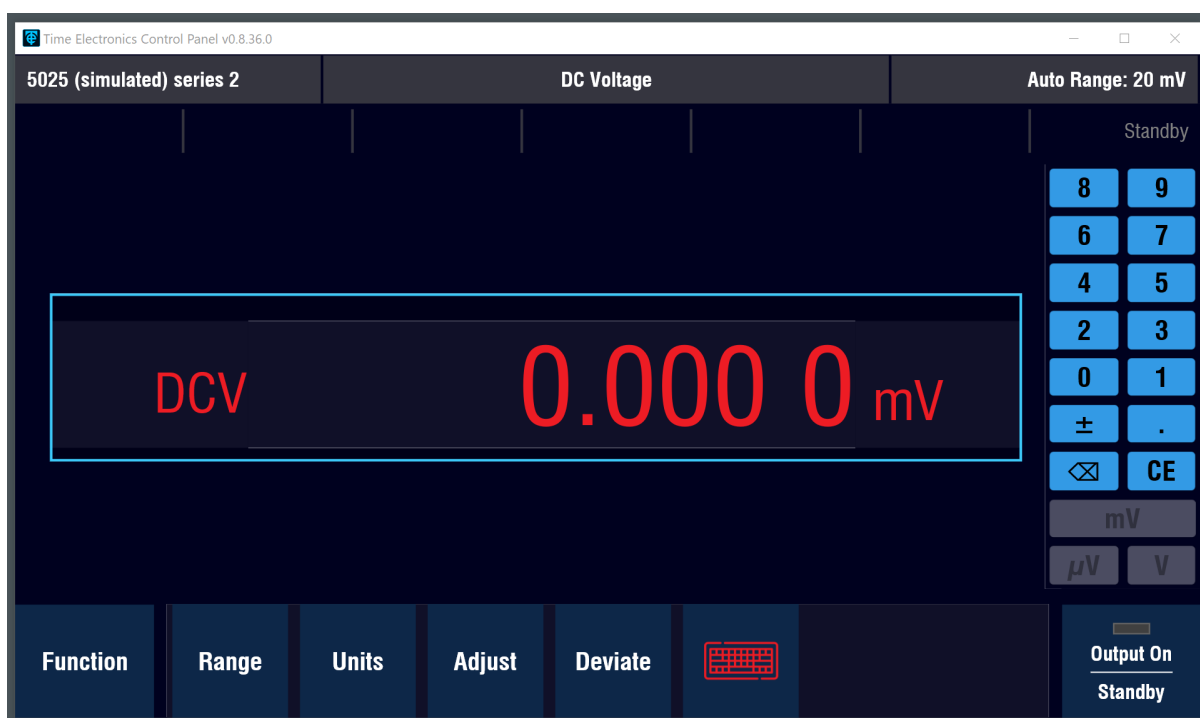 Time Electronics Control Panel v0.8.36.0
5025 (simulated) series 2 DC Voltage Auto Range: 20 mV
Standby
8 9
6 7
4 5
DCV 0.000 0 mV
2 3
0 1
± .
CE
mV
µV V
Function Range Units Adjust Deviate
Output On
Standby